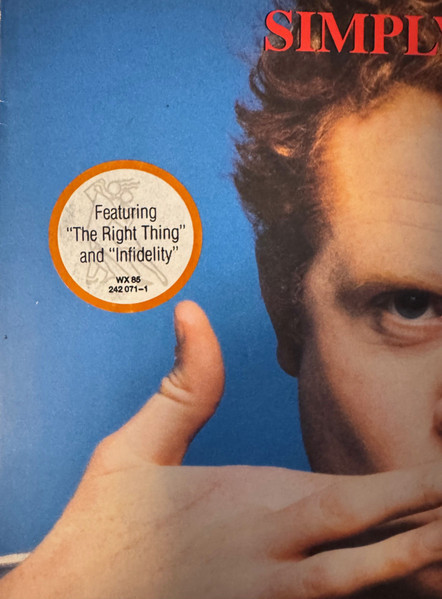 SIMPLY
Featuring
"The Right Thing"
and "Infidelity"
WX 85
242 071–1